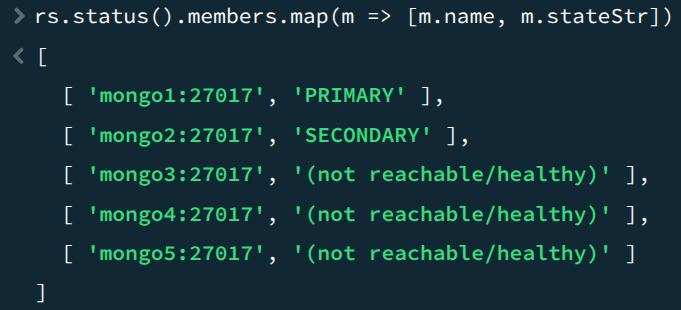 > rs.status().members.map(m => [m.name, m.stateStr])
< [
[ 'mongo1:27017', 'PRIMARY' ],
[ 'mongo2:27017', 'SECONDARY' ],
[ 'mongo3:27017', '(not reachable/healthy)' ],
[ 'mongo4:27017', '(not reachable/healthy)' ],
[ 'mongo5:27017', '(not reachable/healthy)' ]
]